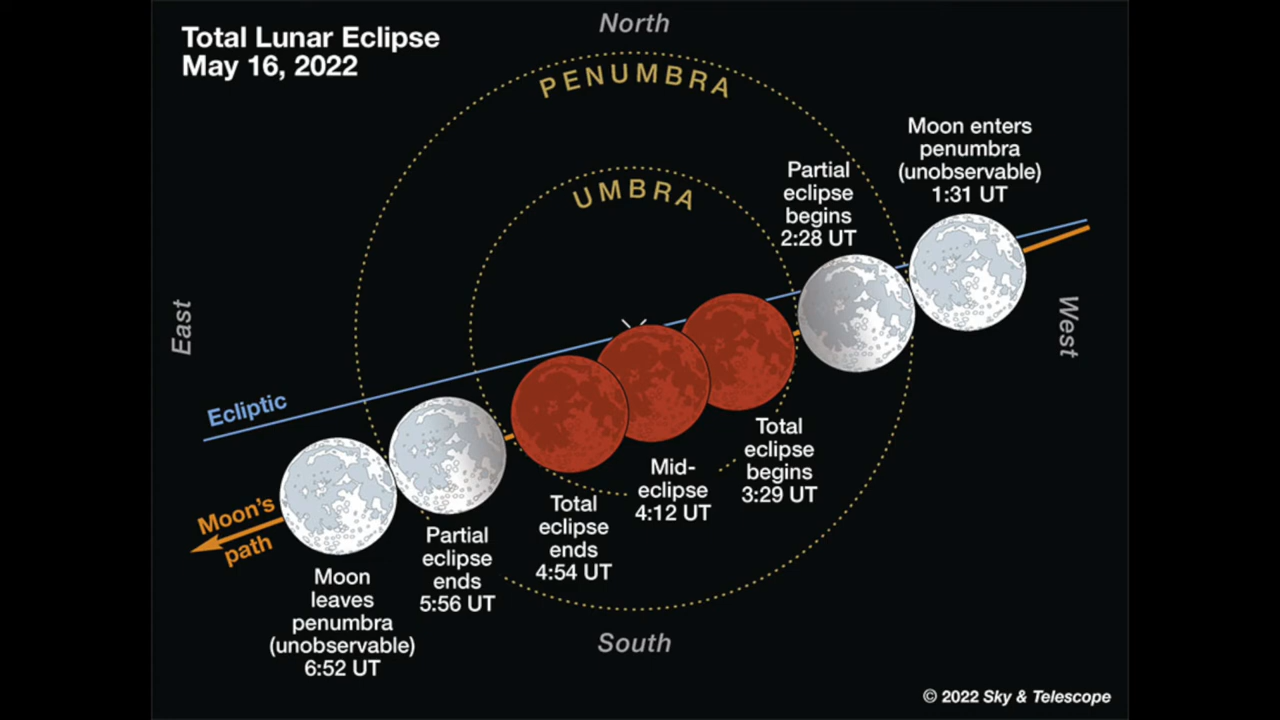 Total Lunar Eclipse
May 16, 2022
North
PENUMBRA
UMBRA
Moon enters
penumbra
(unobservable)
1:31 UT
Partial
eclipse
begins
2:28 UT
East
West
Ecliptic
Moon's
path
Total
eclipse
begins
3:29 UT
Mid-
eclipse
4:12 UT
Total
eclipse
ends
4:54 UT
Partial
eclipse
ends
5:56 UT
Moon
leaves
penumbra
(unobservable)
6:52 UT
South
© 2022 Sky & Telescope